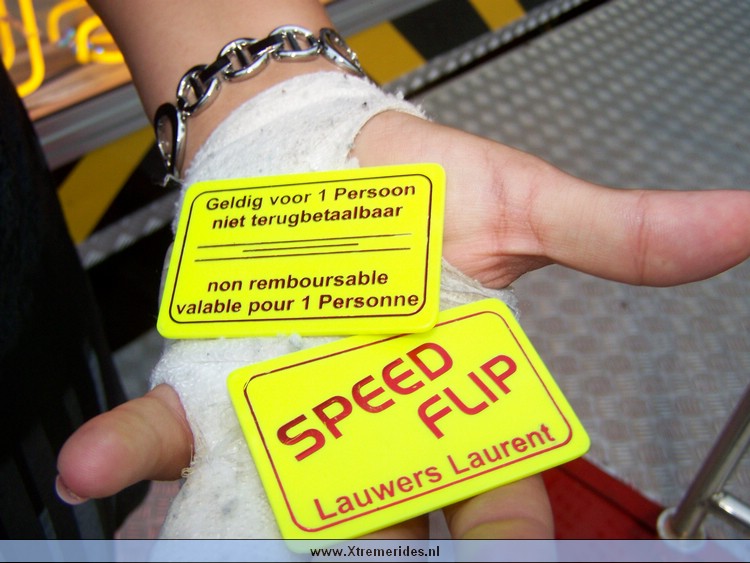 Geldig voor 1 Persoon
niet terugbetaalbaar
non remboursable
valable pour 1 Personne
SPEED
FLIP
Lauwers Laurent
www.Xtremerides.nl